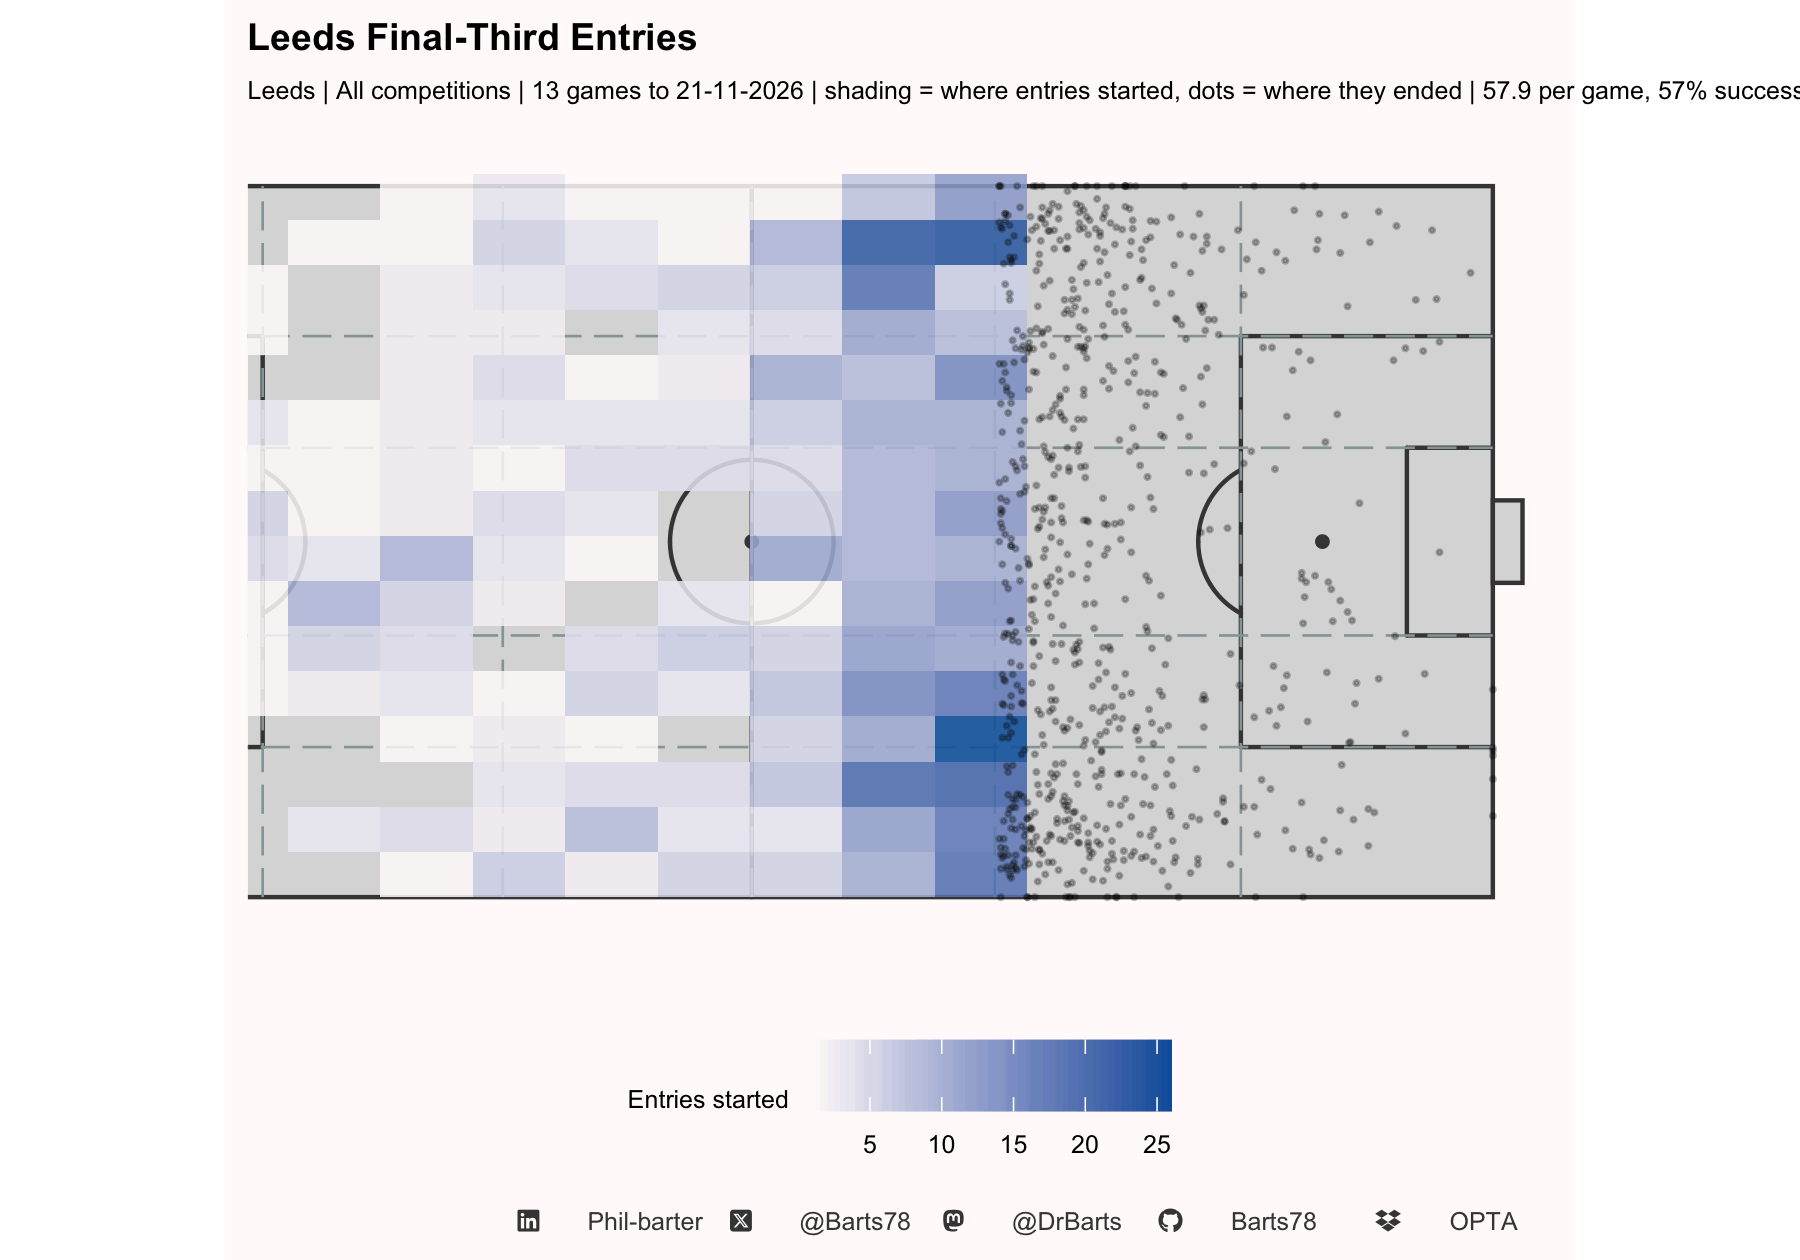 Leeds Final-Third Entries
Leeds | All competitions | 13 games to 21-11-2026 | shading = where entries started, dots = where they ended | 57.9 per game, 57% success
Entries started
5 10 15 20 25
Phil-barter @Barts78 @DrBarts Barts78 OPTA